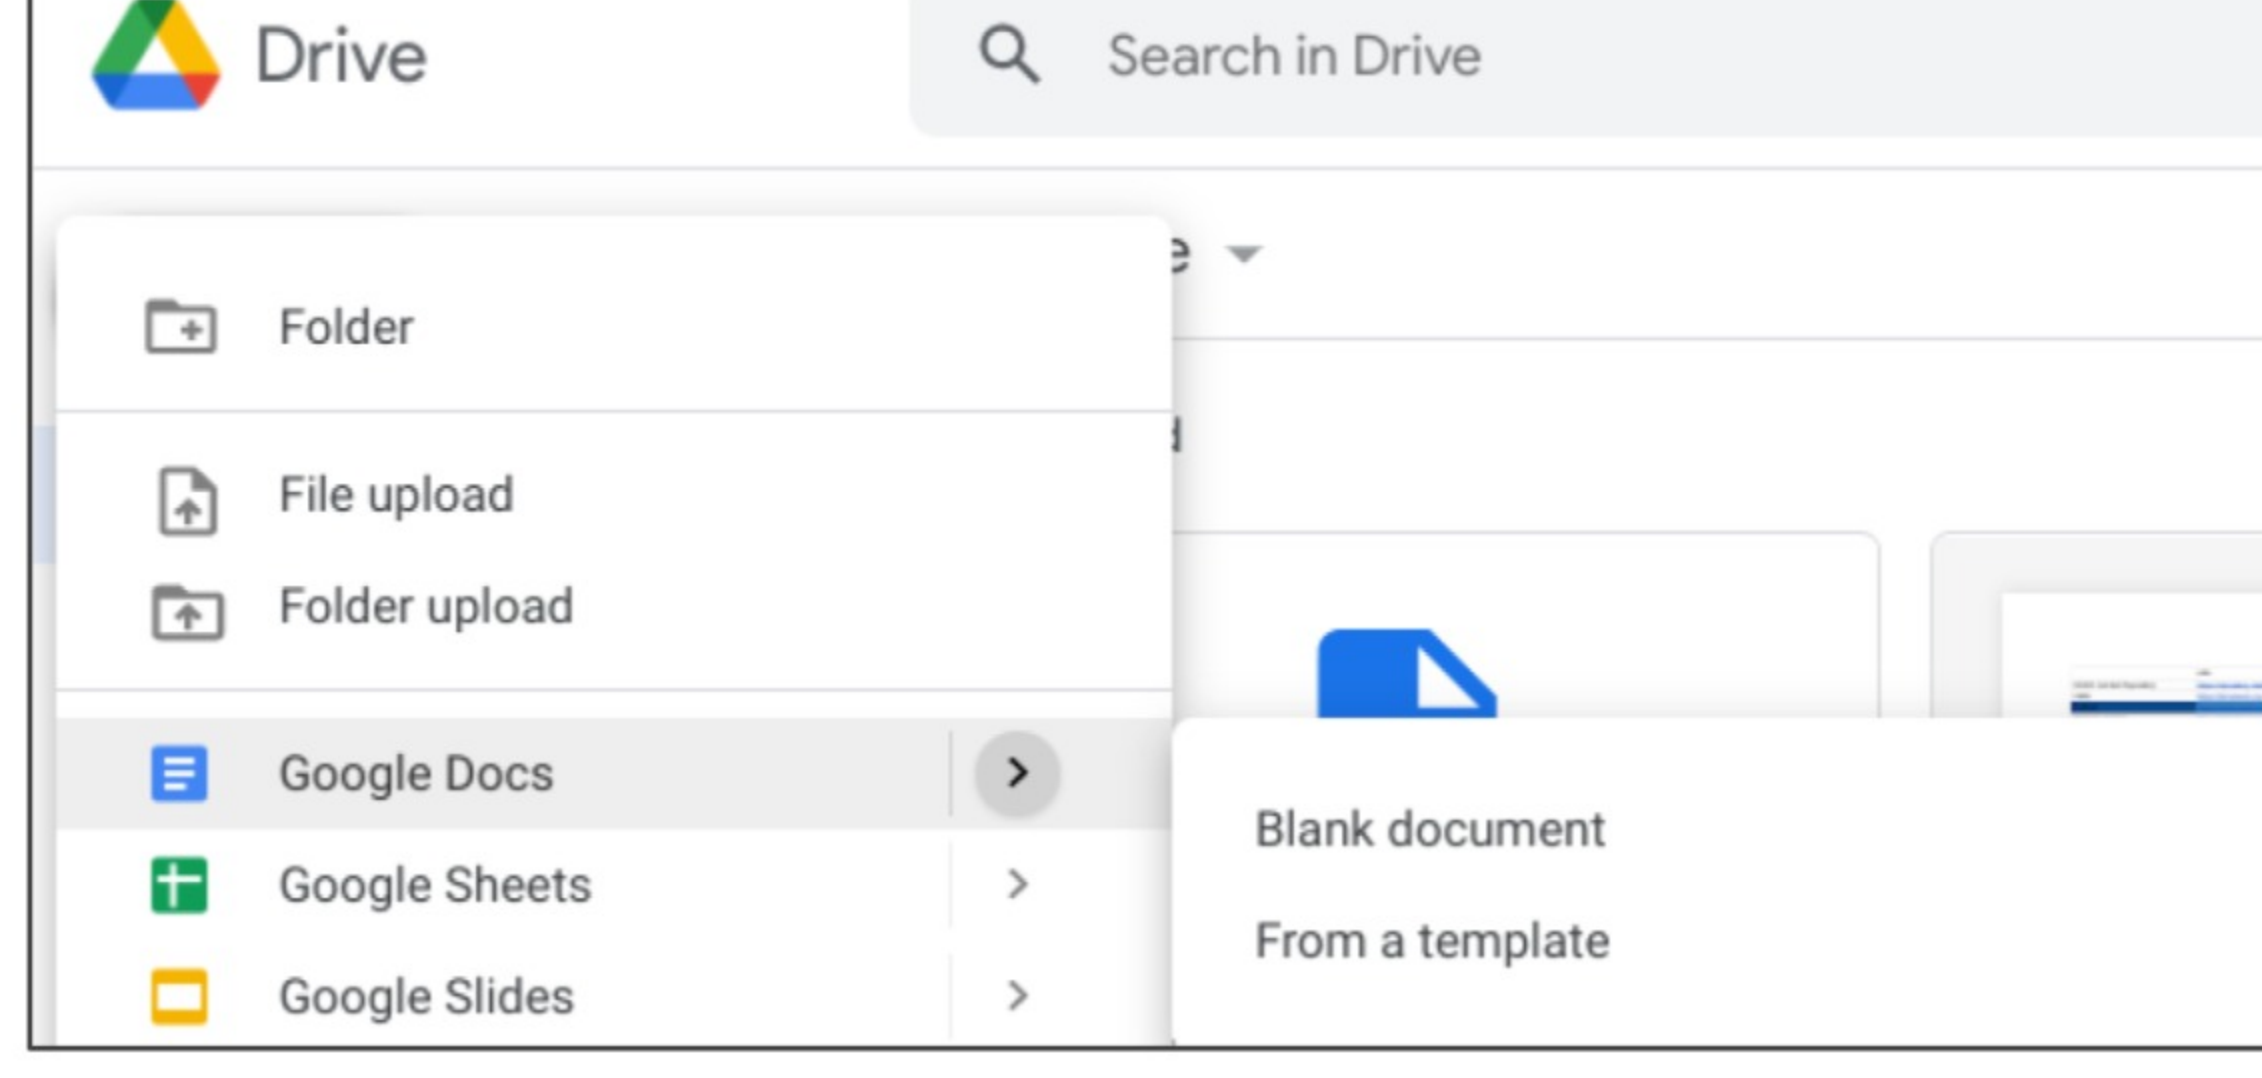 Drive
Search in Drive
Folder
File upload
Folder upload
Google Docs
Google Sheets
Google Slides
Blank document
From a template